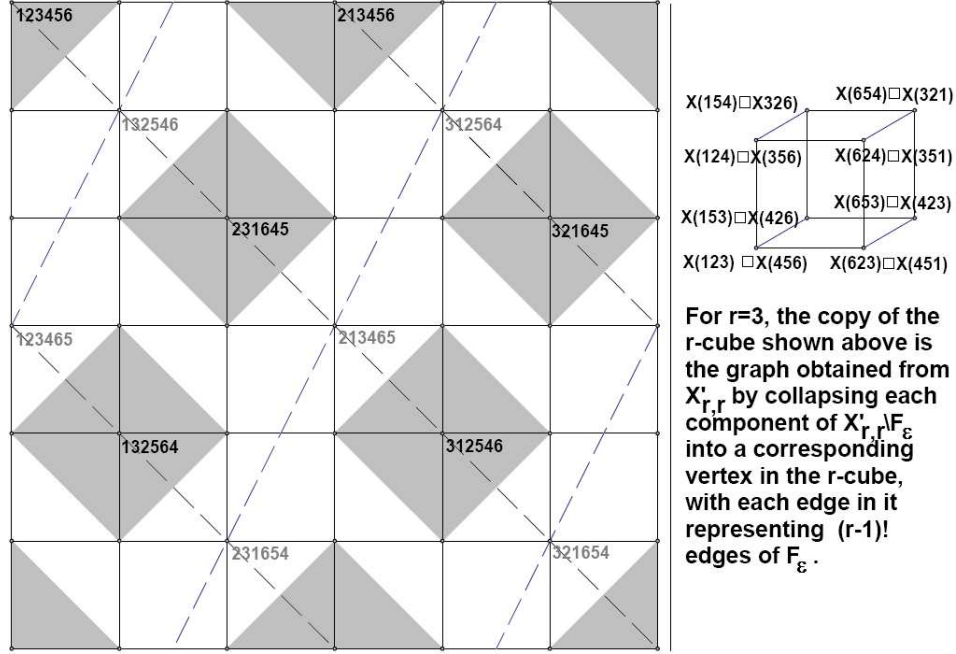 123456 213456
132546 312564
231645 321645
123465 213465
132564 312546
231654 321654
X(154)□X326) X(654)□X(321)
X(124)□X(356) X(624)□X(351)
X(153)□X(426) X(653)□X(423)
X(123) □X(456) X(623)□X(451)
For r=3, the copy of the
r-cube shown above is
the graph obtained from
X'r,r by collapsing each
component of X'r,r\Fε
into a corresponding
vertex in the r-cube,
with each edge in it
representing (r-1)!
edges of Fε .